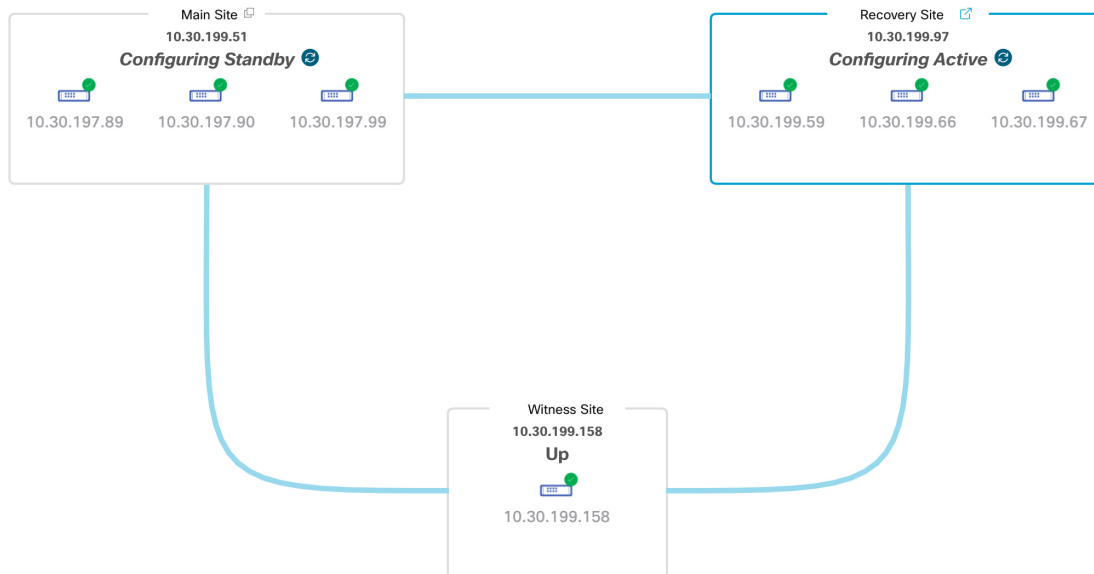 Main Site
10.30.199.51
Configuring Standby
10.30.197.89 10.30.197.90 10.30.197.99
Recovery Site
10.30.199.97
Configuring Active
10.30.199.59 10.30.199.66 10.30.199.67
Witness Site
10.30.199.158
Up
10.30.199.158